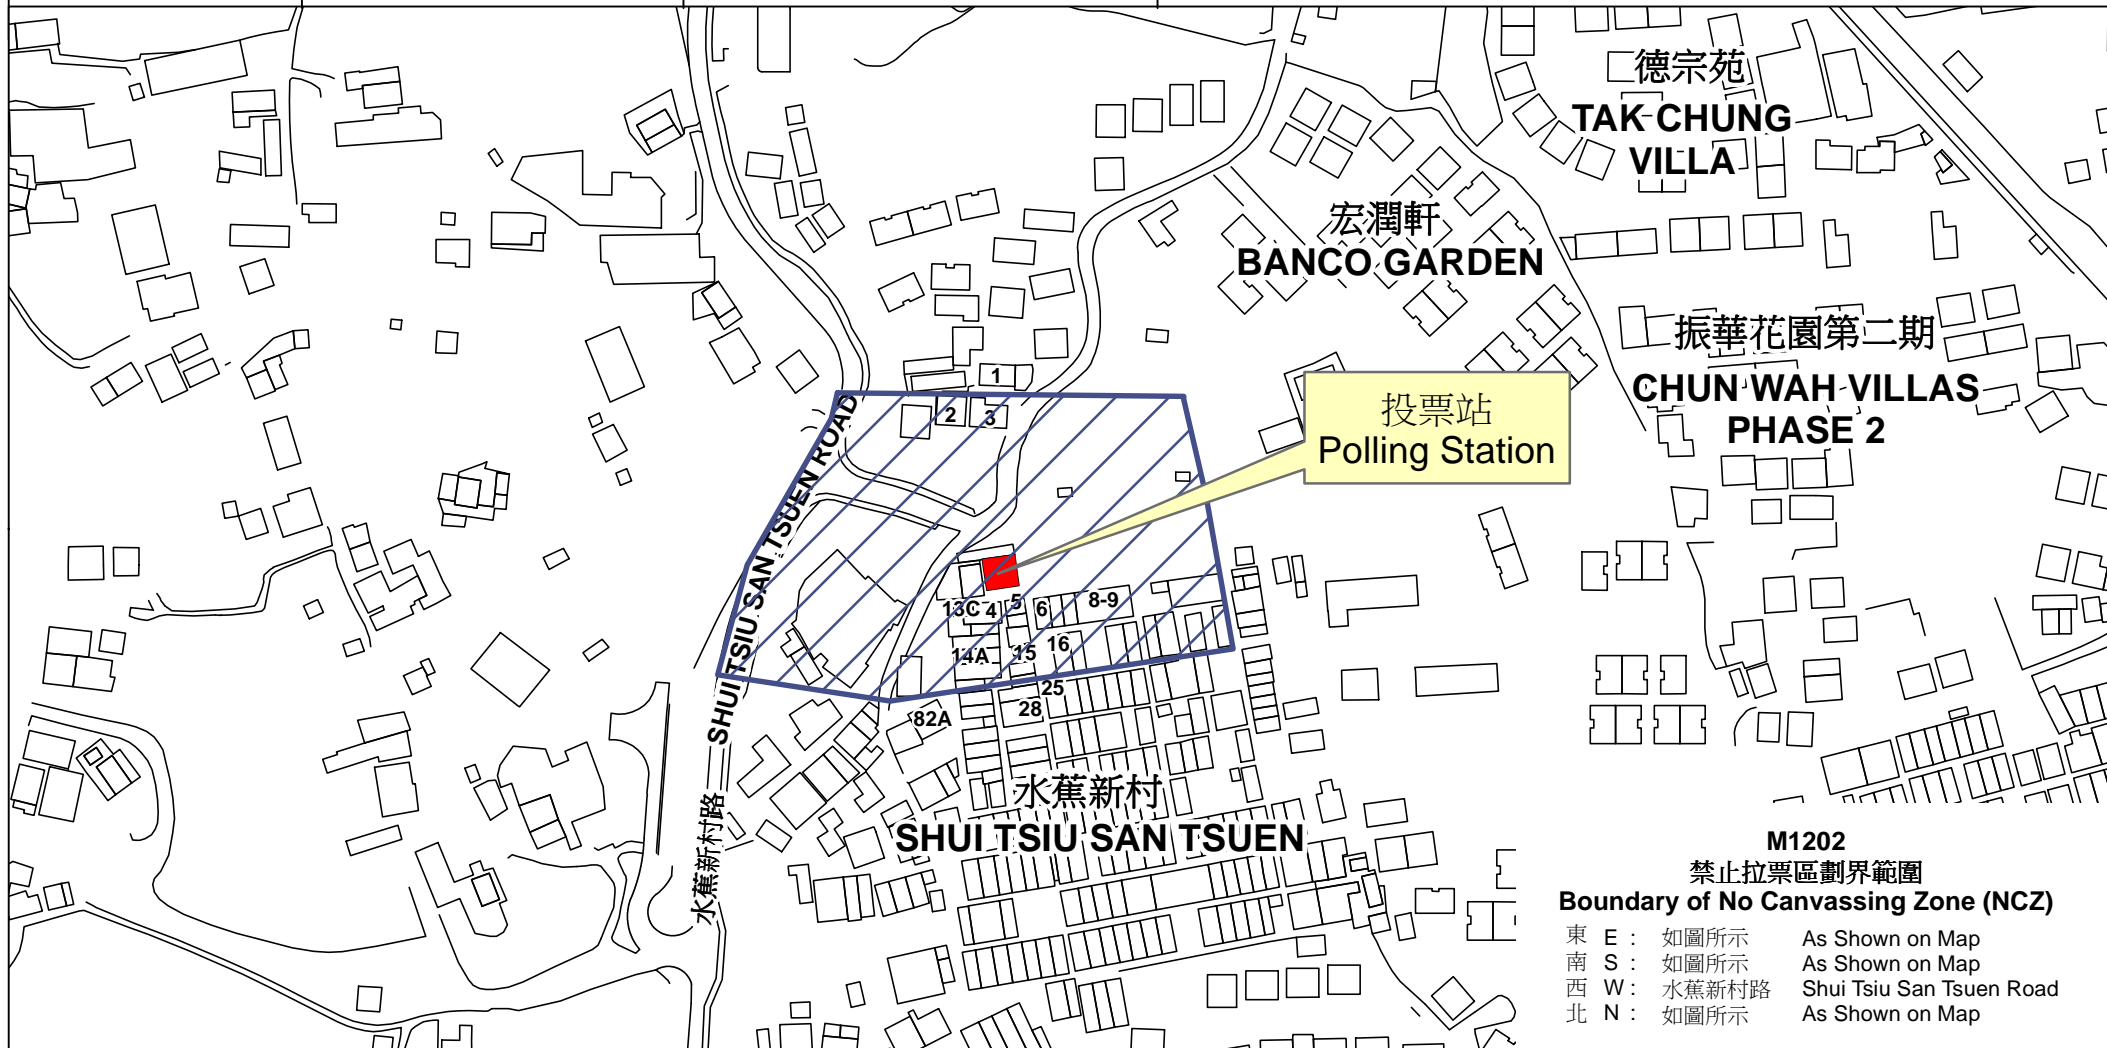 德宗苑
TAK CHUNG
VILLA
宏潤軒
BANCO GARDEN
振華花園第二期
CHUN WAH VILLAS
PHASE 2
投票站
Polling Station
1
2
3
SHUI TSIU SAN TSUEN ROAD
13C
4
5
6
8-9
14A
15
16
25
28
82A
水蕉新村
SHUI TSIU SAN TSUEN
水蕉新村路
M1202
禁止拉票區劃界範圍
Boundary of No Canvassing Zone (NCZ)
東 E : 如圖所示 As Shown on Map
南 S : 如圖所示 As Shown on Map
西 W : 水蕉新村路 Shui Tsiu San Tsuen Road
北 N : 如圖所示 As Shown on Map